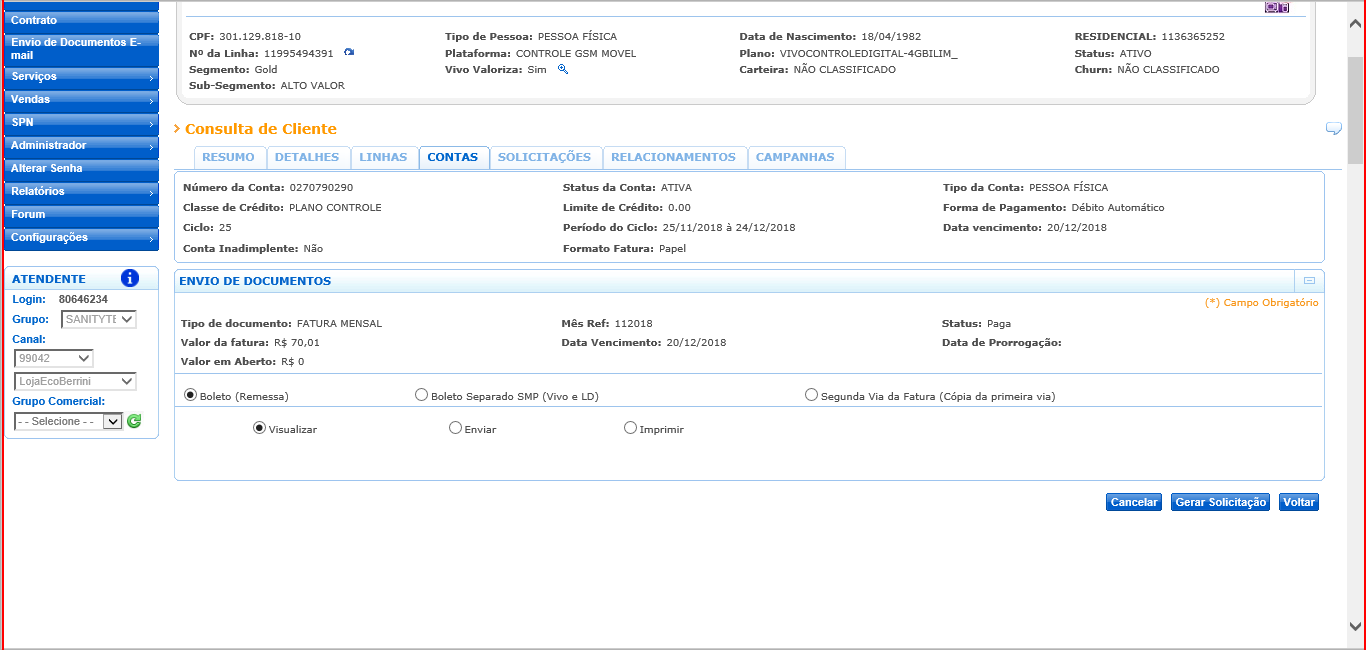 Contrato
Envio de Documentos E-
mail
Serviços
Vendas
SPN
Administrador
Alterar Senha
Relatórios
Forum
Configurações
ATENDENTE
Login: 80646234
Grupo: SANITYTE
Canal:
99042
LojaEcoBerrini
Grupo Comercial:
- - Selecione - -
CPF: 301.129.818-10 Tipo de Pessoa: PESSOA FÍSICA Data de Nascimento: 18/04/1982 RESIDENCIAL: 1136365252
Nº da Linha: 11995494391 Plataforma: CONTROLE GSM MOVEL Plano: VIVOCONTROLEDIGITAL-4GBILIM_ Status: ATIVO
Segmento: Gold Vivo Valoriza: Sim Carteira: NÃO CLASSIFICADO Churn: NÃO CLASSIFICADO
Sub-Segmento: ALTO VALOR
Consulta de Cliente
RESUMO DETALHES LINHAS CONTAS SOLICITAÇÕES RELACIONAMENTOS CAMPANHAS
Número da Conta: 0270790290 Status da Conta: ATIVA Tipo da Conta: PESSOA FÍSICA
Classe de Crédito: PLANO CONTROLE Limite de Crédito: 0.00 Forma de Pagamento: Débito Automático
Ciclo: 25 Período do Ciclo: 25/11/2018 à 24/12/2018 Data vencimento: 20/12/2018
Conta Inadimplente: Não Formato Fatura: Papel
ENVIO DE DOCUMENTOS
(*) Campo Obrigatório
Tipo de documento: FATURA MENSAL Mês Ref: 112018 Status: Paga
Valor da fatura: R$ 70,01 Data Vencimento: 20/12/2018 Data de Prorrogação:
Valor em Aberto: R$ 0
Boleto (Remessa) Boleto Separado SMP (Vivo e LD) Segunda Via da Fatura (Cópia da primeira via)
Visualizar Enviar Imprimir
Cancelar Gerar Solicitação Voltar